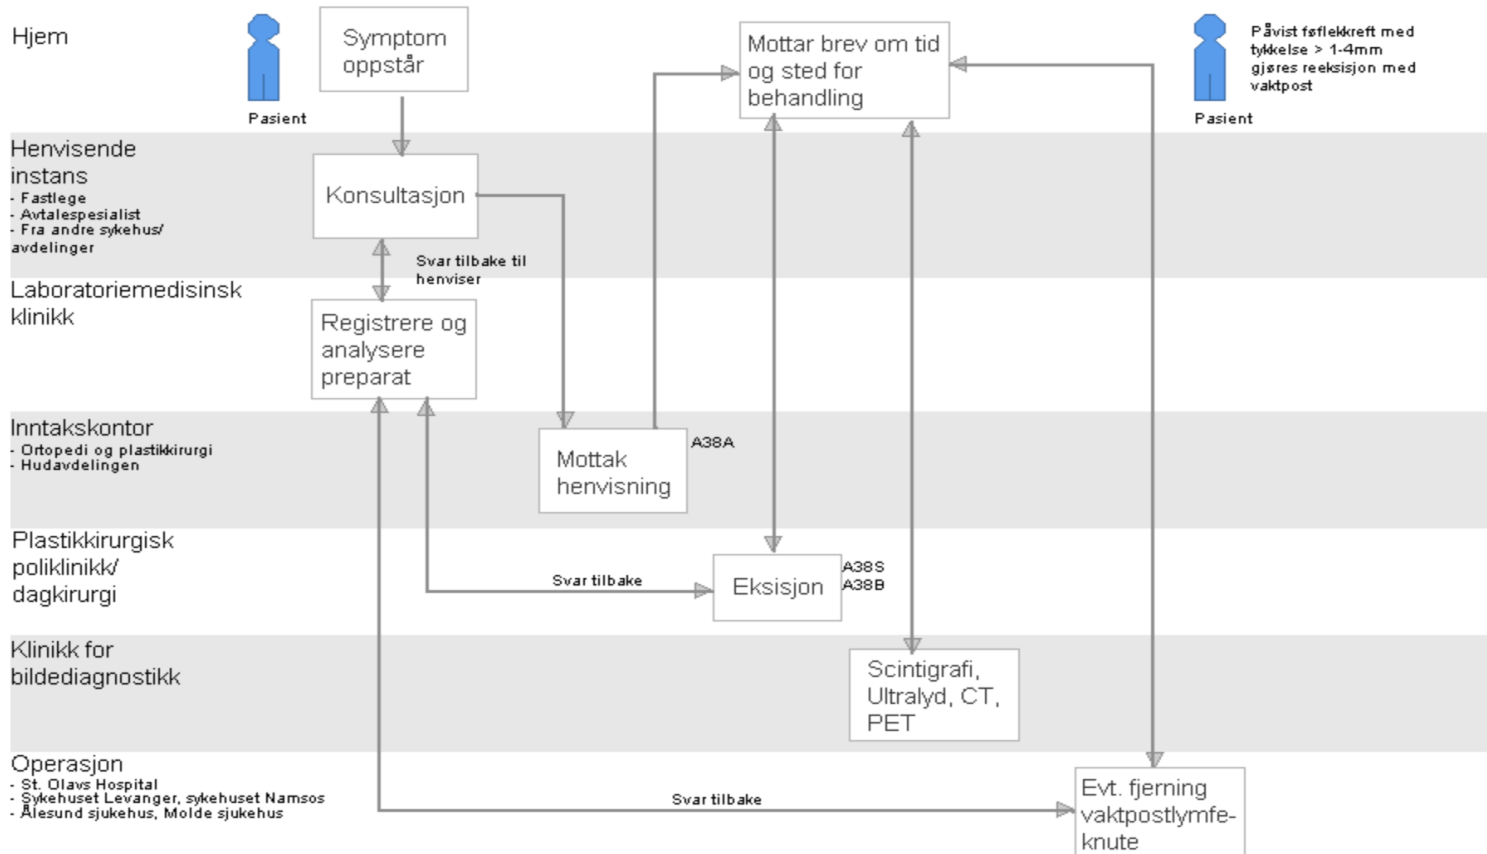 Hjem
Pasient
Symptom
oppstår
Mottar brev om tid
og sted for
behandling
Pasient
Påvist føflekkreft med
tykkelse > 1-4mm
gjøres reeksisjon med
vaktpost
Henvisende
instans
- Fastlege
- Avtalespesialist
- Fra andre sykehus/
avdelinger
Konsultasjon
Svar tilbake til
henviser
Laboratoriemedisinsk
klinikk
Registrere og
analysere
preparat
Inntakskontor
- Ortopedi og plastikkirurgi
- Hudavdelingen
Mottak
henvisning
A38A
Plastikkirurgisk
poliklinikk/
dagkirurgi
Svar tilbake
Eksisjon
A38S
A38B
Klinikk for
bildediagnostikk
Scintigrafi,
Ultralyd, CT,
PET
Operasjon
- St. Olavs Hospital
- Sykehuset Levanger, sykehuset Namsos
- Ålesund sjukehus, Molde sjukehus
Svar tilbake
Evt. fjerning
vaktpostlymfe-
knute